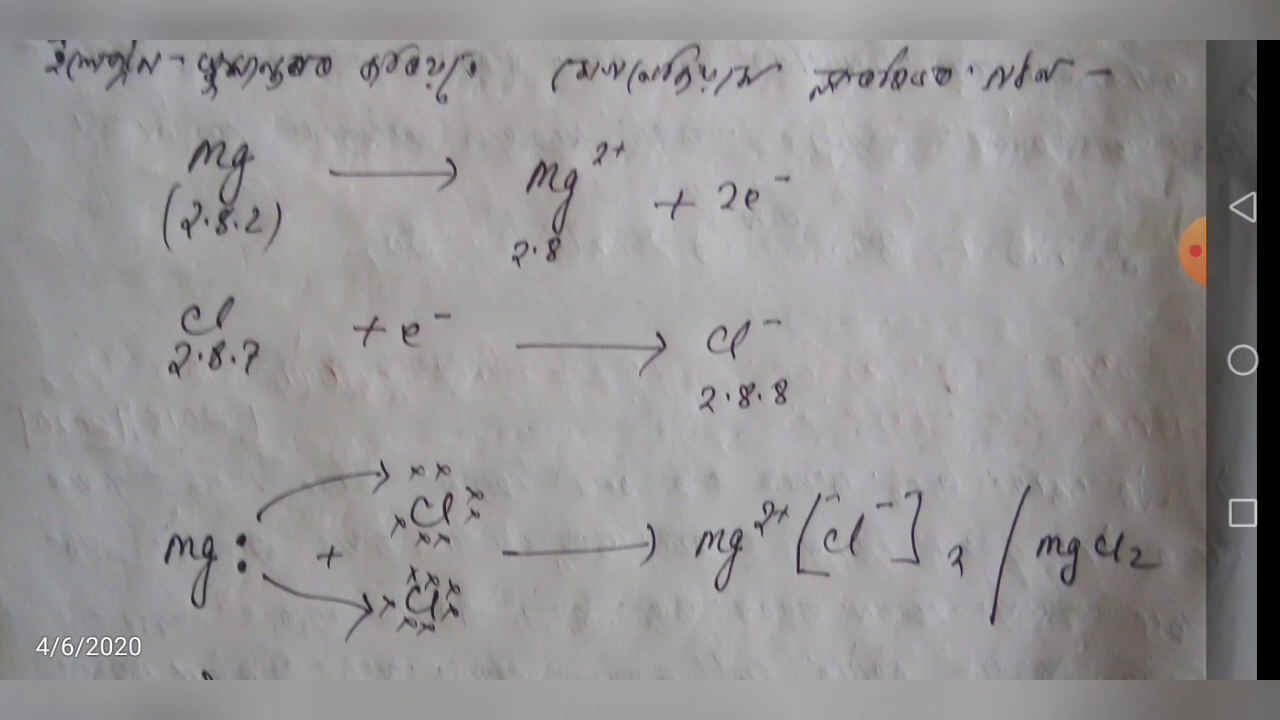 Mg ⟶ Mg²⁺ + 2e⁻
(2.8.2) 2.8
Cl + e⁻ ⟶ Cl⁻
2.8.7 2.8.8
Mg: + Cl ⟶ Mg²⁺[Cl⁻]₂ / MgCl₂
Cl
4/6/2020